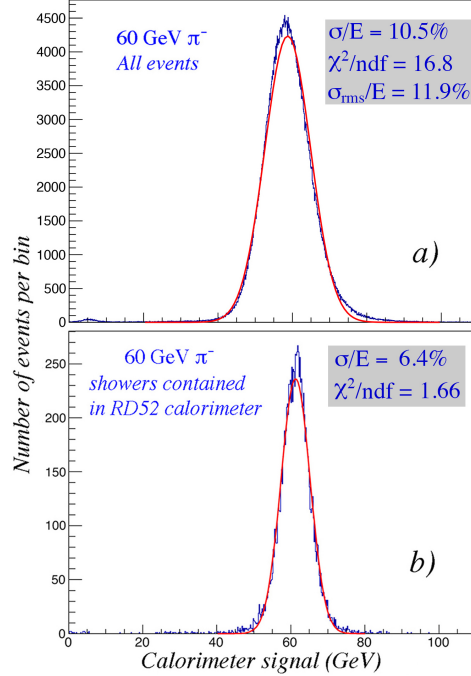 4500
4000
3500
3000
2500
2000
1500
1000
500
0
60 GeV π⁻
All events
σ/E = 10.5%
χ²/ndf = 16.8
σrms/E = 11.9%
a)
Number of events per bin
250
200
150
100
50
0
60 GeV π⁻
showers contained
in RD52 calorimeter
σ/E = 6.4%
χ²/ndf = 1.66
b)
0 20 40 60 80 100
Calorimeter signal (GeV)